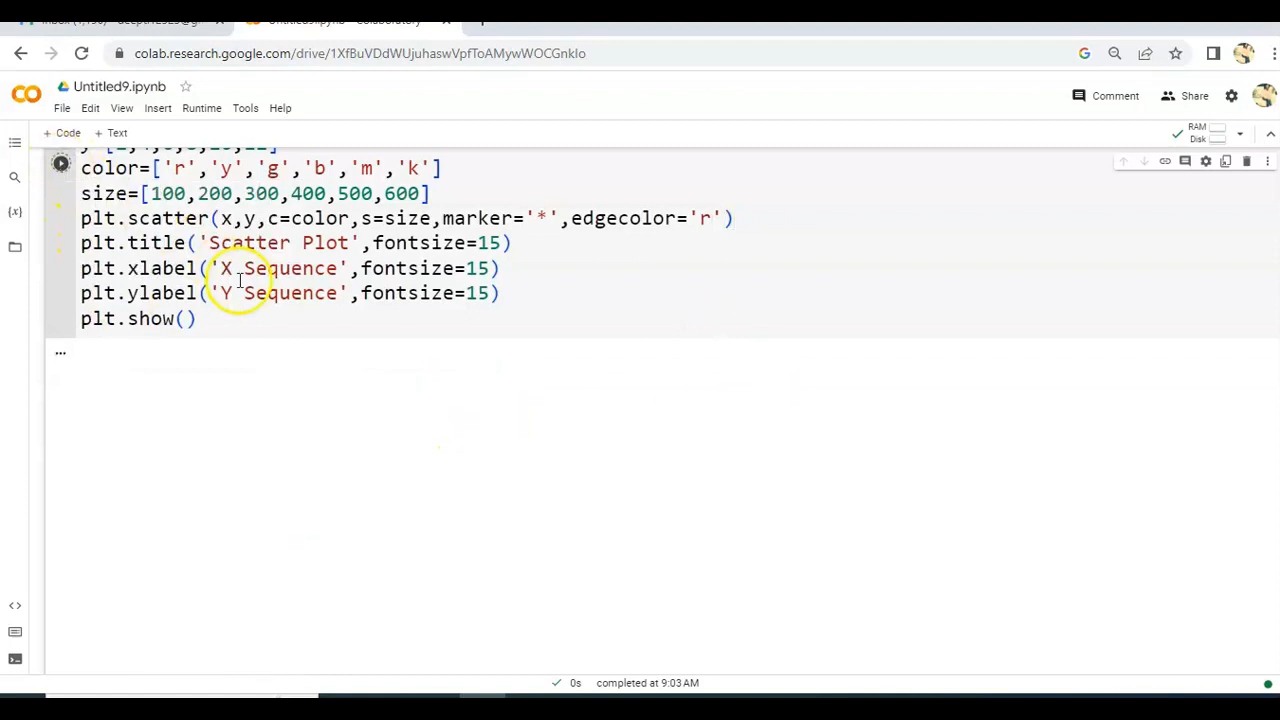 colab.research.google.com/drive/1XfBuVDdWUjuhaswVpfToAMywWOCGnkIo
Untitled9.ipynb
Comment
Share
File Edit View Insert Runtime Tools Help
+ Code + Text
RAM
Disk
color=['r','y','g','b','m','k']
size=[100,200,300,400,500,600]
plt.scatter(x,y,c=color,s=size,marker='*',edgecolor='r')
plt.title('Scatter Plot',fontsize=15)
plt.xlabel('X Sequence',fontsize=15)
plt.ylabel('Y Sequence',fontsize=15)
plt.show()
...
0s completed at 9:03 AM